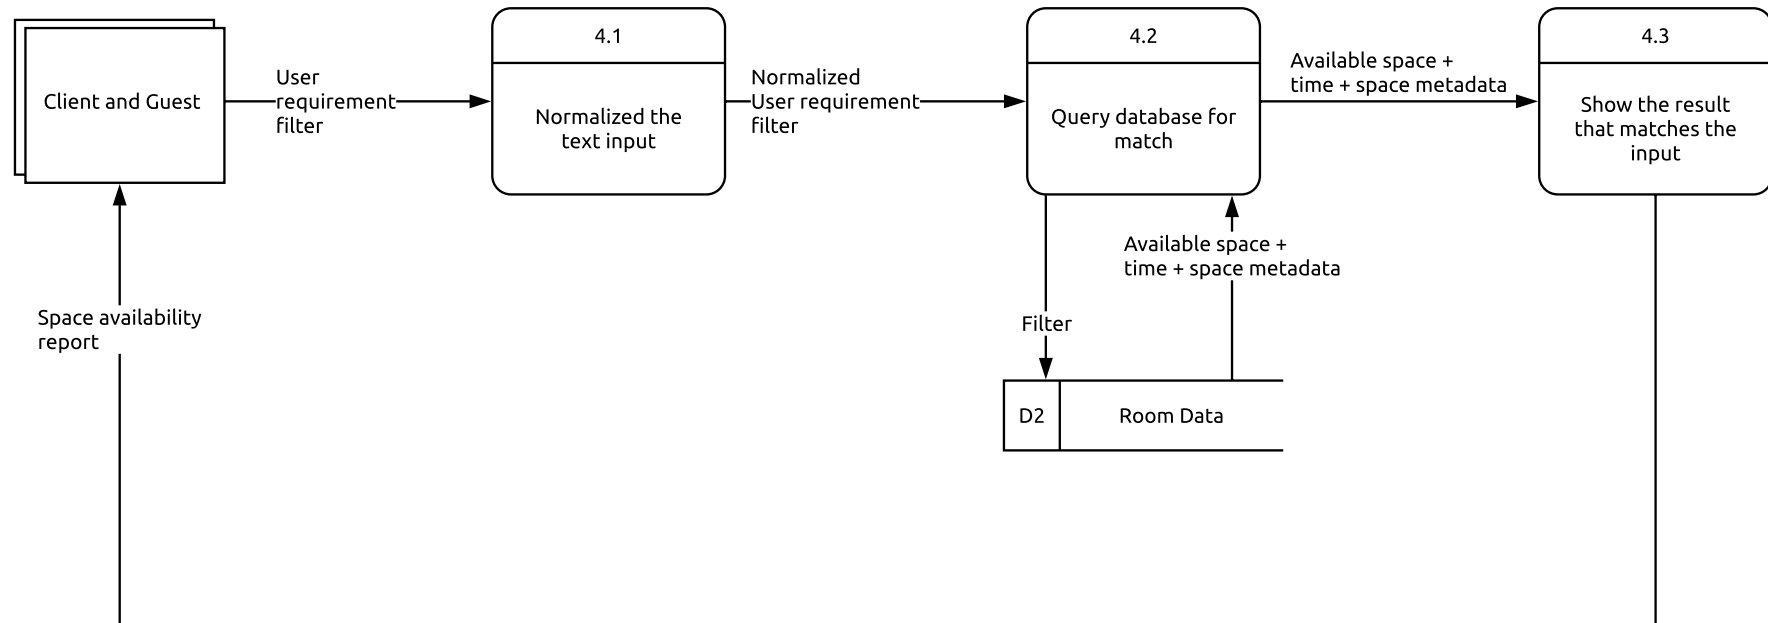 Client and Guest
User
requirement
filter
4.1
Normalized the
text input
Normalized
User requirement
filter
4.2
Query database for
match
Available space +
time + space metadata
4.3
Show the result
that matches the
input
Available space +
time + space metadata
Space availability
report
Filter
D2
Room Data